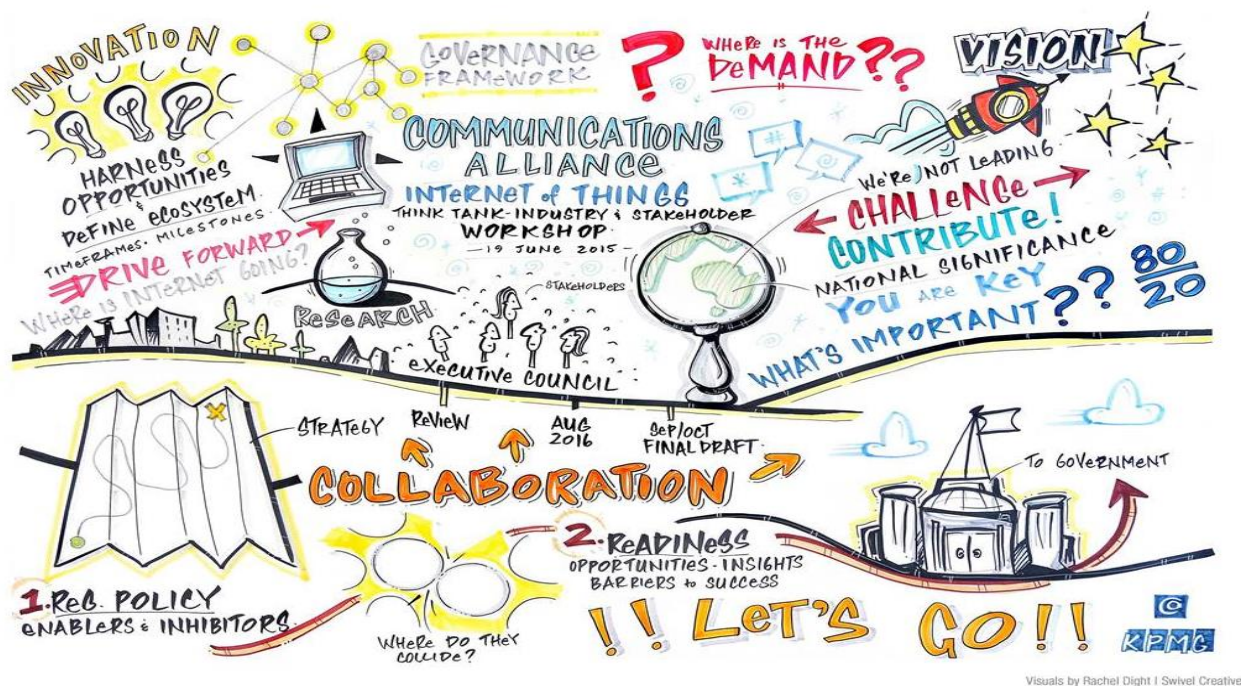 INNOVATION
HARNESS
OPPORTUNITIES
&
DEFINE ECOSYSTEM.
TIMEFRAMES. MILESTONES.
DRIVE FORWARD
WHERE IS INTERNET GOING?
GOVERNANCE
FRAMEWORK
RESEARCH
COMMUNICATIONS
ALLIANCE
INTERNET of THINGS
THINK TANK-INDUSTRY & STAKEHOLDER
WORKSHOP.
-19 JUNE 2015-
STAKEHOLDERS
EXECUTIVE COUNCIL
? WHERE IS THE
DEMAND??
#
@
*
VISION
WE'RE NOT LEADING.
CHALLENGE
CONTRIBUTE!
NATIONAL SIGNIFICANCE
YOU ARE KEY
WHAT'S IMPORTANT??
80
20
STRATEGY
REVIEW
AUG
2016
SEP/OCT
FINAL DRAFT.
COLLABORATION
TO GOVERNMENT
1. REG. POLICY
ENABLERS & INHIBITORS.
WHERE DO THEY
COLLIDE?
2. READINESS
OPPORTUNITIES - INSIGHTS
BARRIERS to SUCCESS
!! LET'S GO!!
KPMG
Visuals by Rachel Dight | Swivel Creative